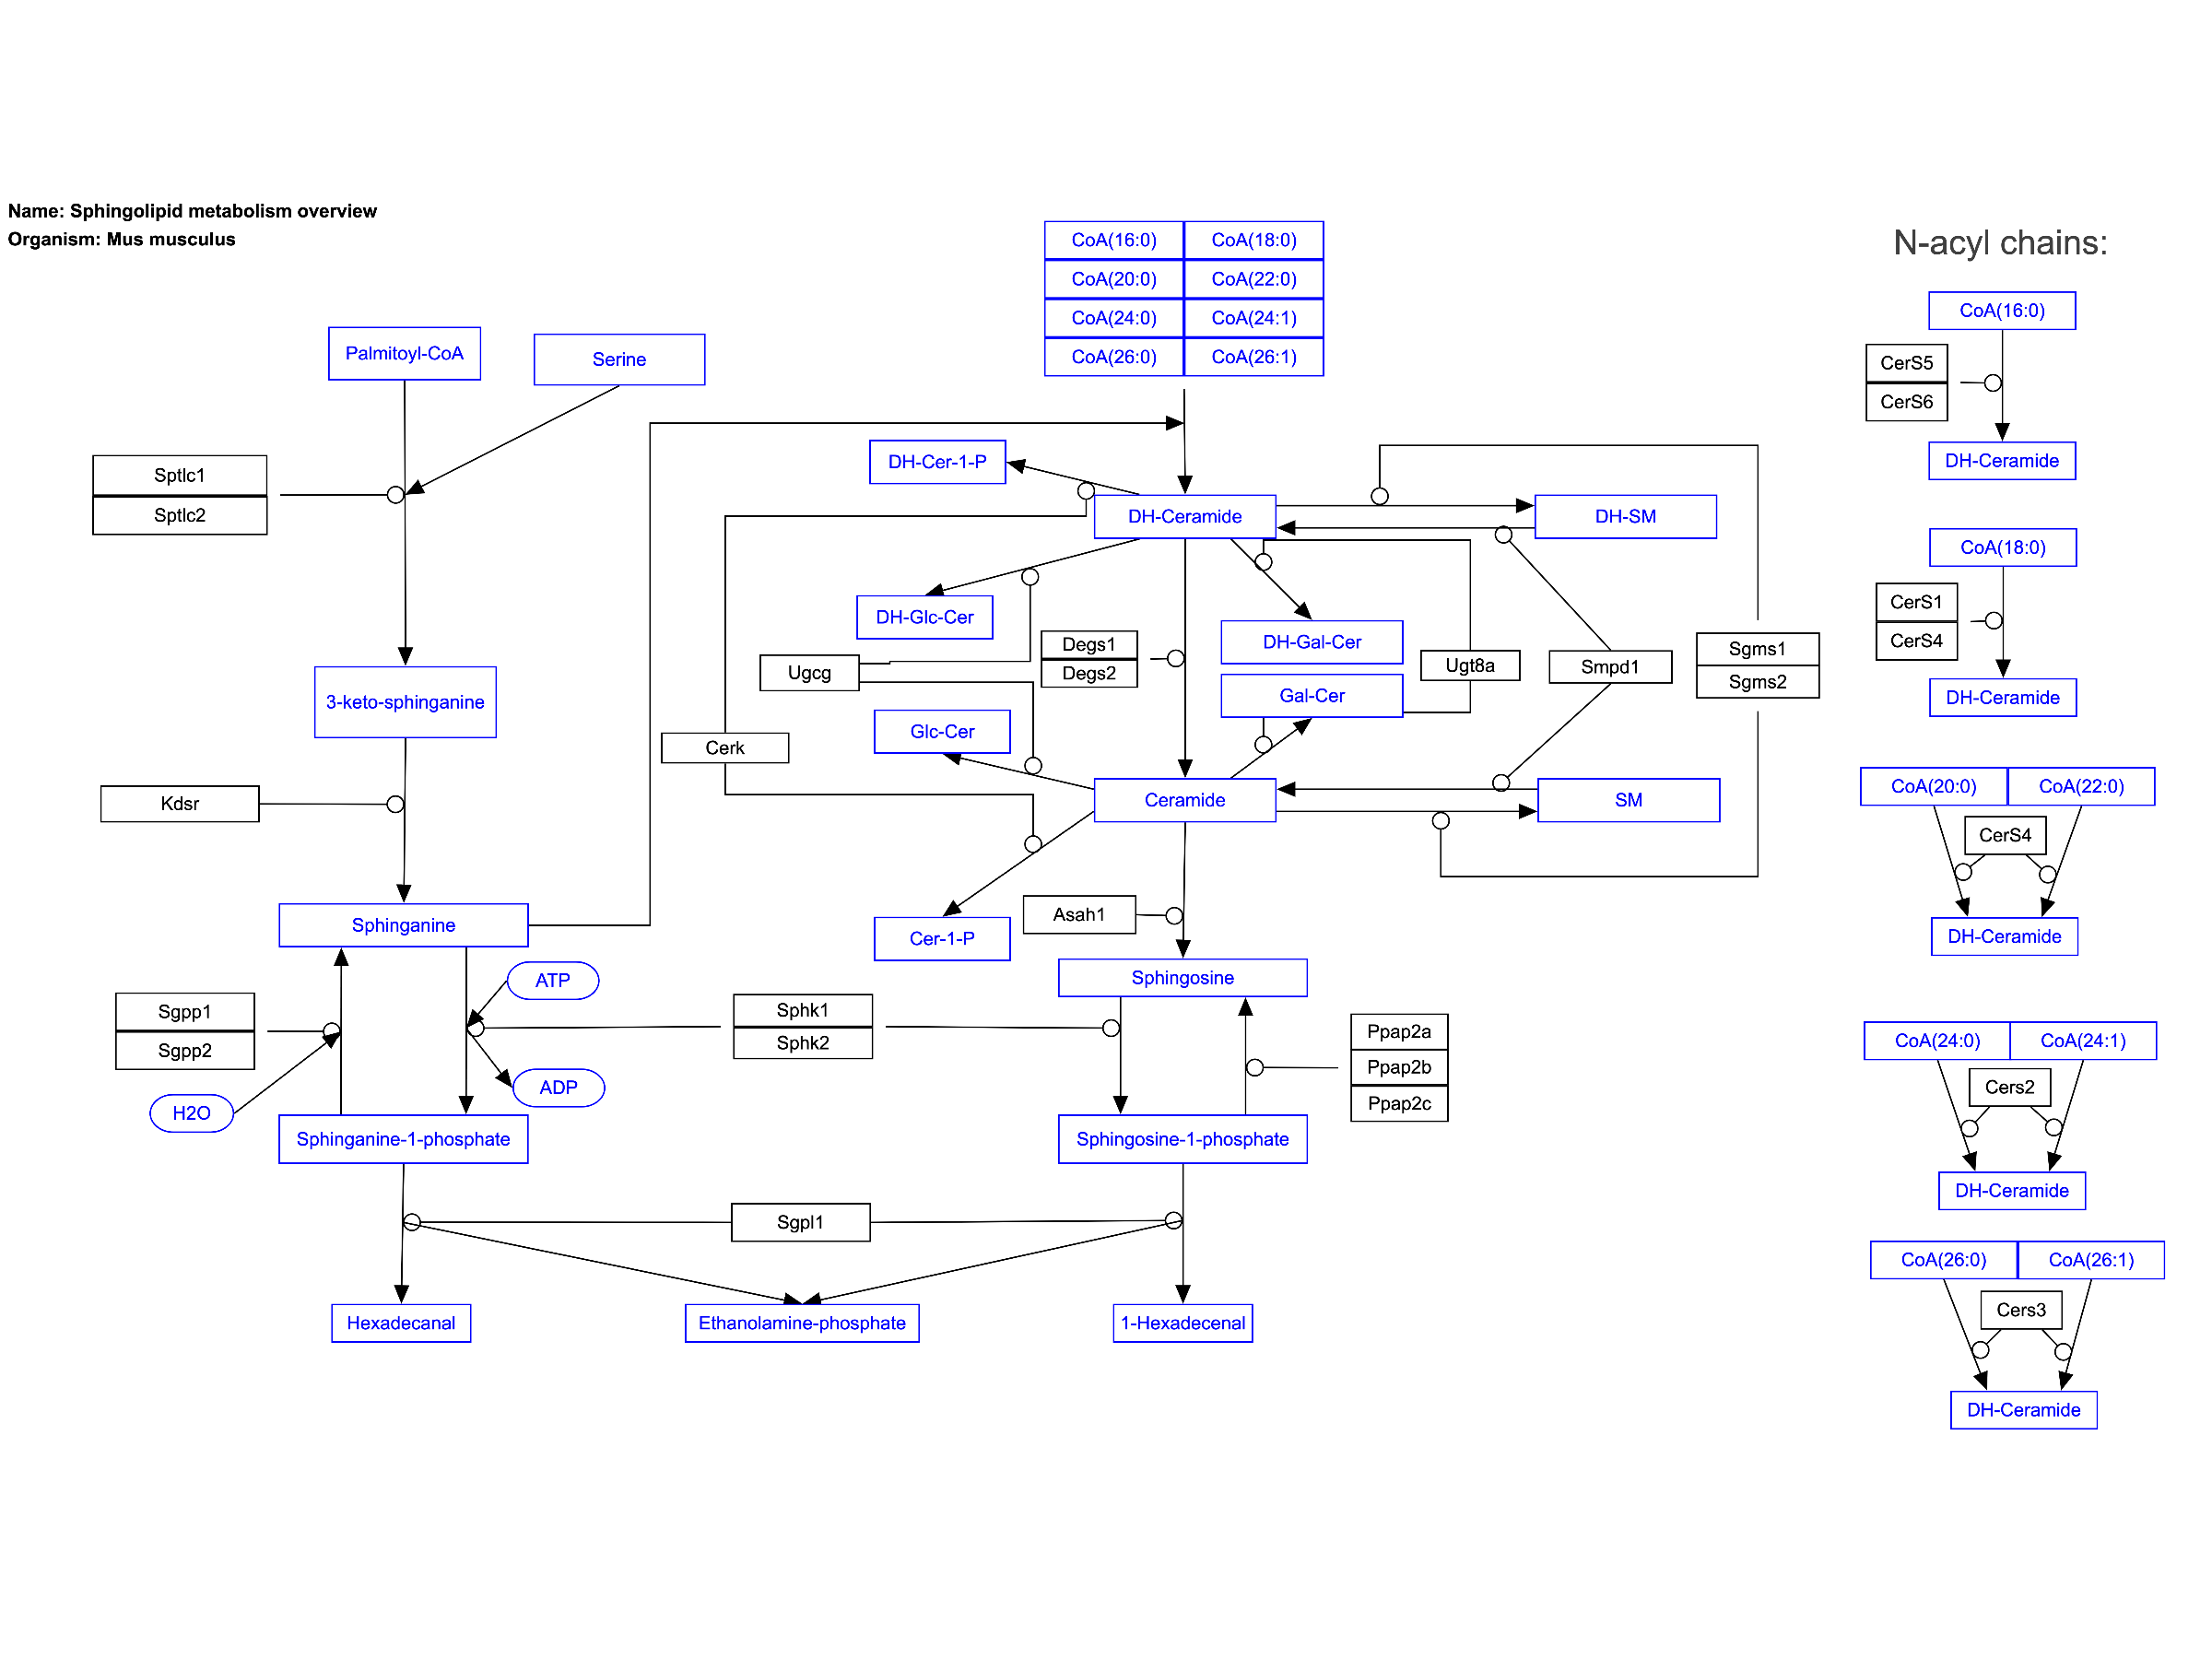 Name: Sphingolipid metabolism overview
Organism: Mus musculus
CoA(16:0)
CoA(18:0)
CoA(20:0)
CoA(22:0)
CoA(24:0)
CoA(24:1)
CoA(26:0)
CoA(26:1)
Palmitoyl-CoA
Serine
Sptlc1
Sptlc2
3-keto-sphinganine
Kdsr
Sphinganine
ATP
Sgpp1
Sgpp2
H2O
ADP
Sphinganine-1-phosphate
Hexadecanal
DH-Cer-1-P
DH-Ceramide
DH-SM
DH-Glc-Cer
Degs1
Degs2
DH-Gal-Cer
Ugcg
Ugt8a
Smpd1
Sgms1
Sgms2
Gal-Cer
Glc-Cer
Cerk
Ceramide
SM
Asah1
Cer-1-P
Sphingosine
Sphk1
Sphk2
Ppap2a
Ppap2b
Ppap2c
Sphingosine-1-phosphate
Sgpl1
Ethanolamine-phosphate
1-Hexadecenal
N-acyl chains:
CoA(16:0)
CerS5
CerS6
DH-Ceramide
CoA(18:0)
CerS1
CerS4
DH-Ceramide
CoA(20:0)
CoA(22:0)
CerS4
DH-Ceramide
CoA(24:0)
CoA(24:1)
Cers2
DH-Ceramide
CoA(26:0)
CoA(26:1)
Cers3
DH-Ceramide